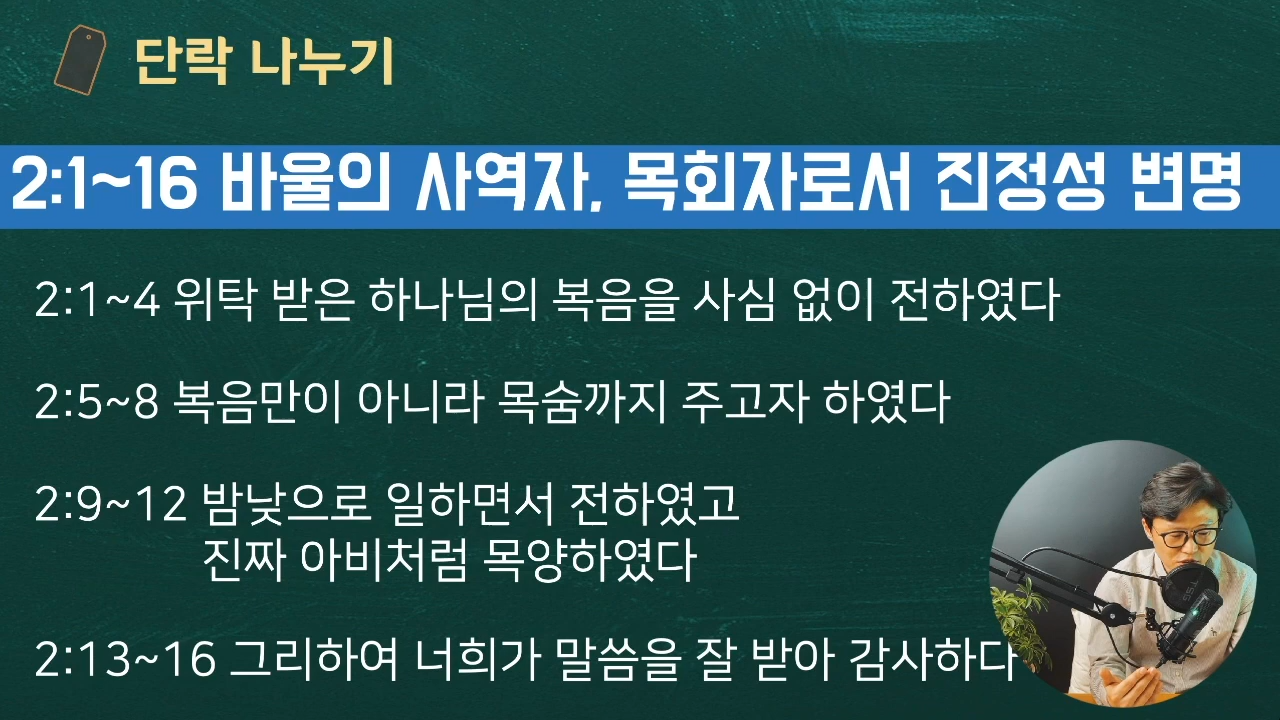 단락 나누기
2:1~16 바울의 사역자, 목회자로서 진정성 변명
2:1~4 위탁 받은 하나님의 복음을 사심 없이 전하였다
2:5~8 복음만이 아니라 목숨까지 주고자 하였다
2:9~12 밤낮으로 일하면서 전하였고
진짜 아비처럼 목양하였다
2:13~16 그리하여 너희가 말씀을 잘 받아 감사하다